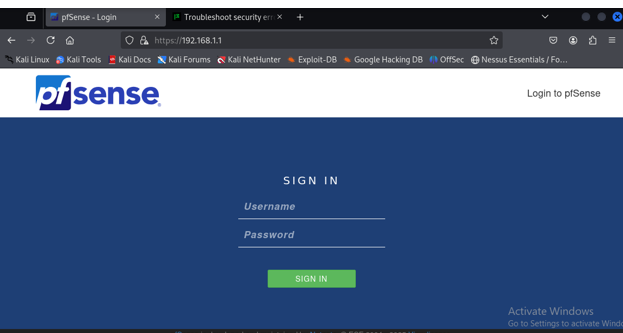 pfSense - Login
Troubleshoot security err
https://192.168.1.1
Kali Linux Kali Tools Kali Docs Kali Forums Kali NetHunter Exploit-DB Google Hacking DB OffSec Nessus Essentials / Fo…
pfsense
Login to pfSense
SIGN IN
Username
Password
SIGN IN
Activate Windows
Go to Settings to activate Windo